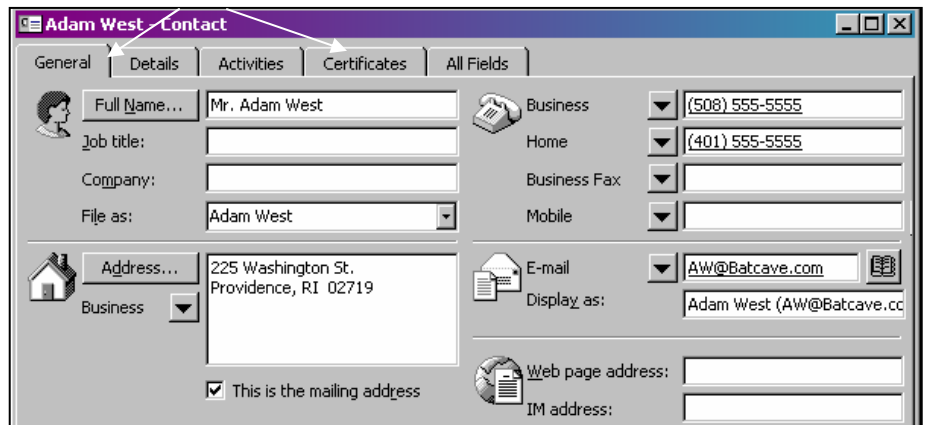 Adam West - Contact
General Details Activities Certificates All Fields
Full Name... Mr. Adam West
Job title:
Company:
File as: Adam West
Business (508) 555-5555
Home (401) 555-5555
Business Fax
Mobile
Address... 225 Washington St.
Providence, RI 02719
Business
This is the mailing address
E-mail AW@Batcave.com
Display as: Adam West (AW@Batcave.cc
Web page address:
IM address: